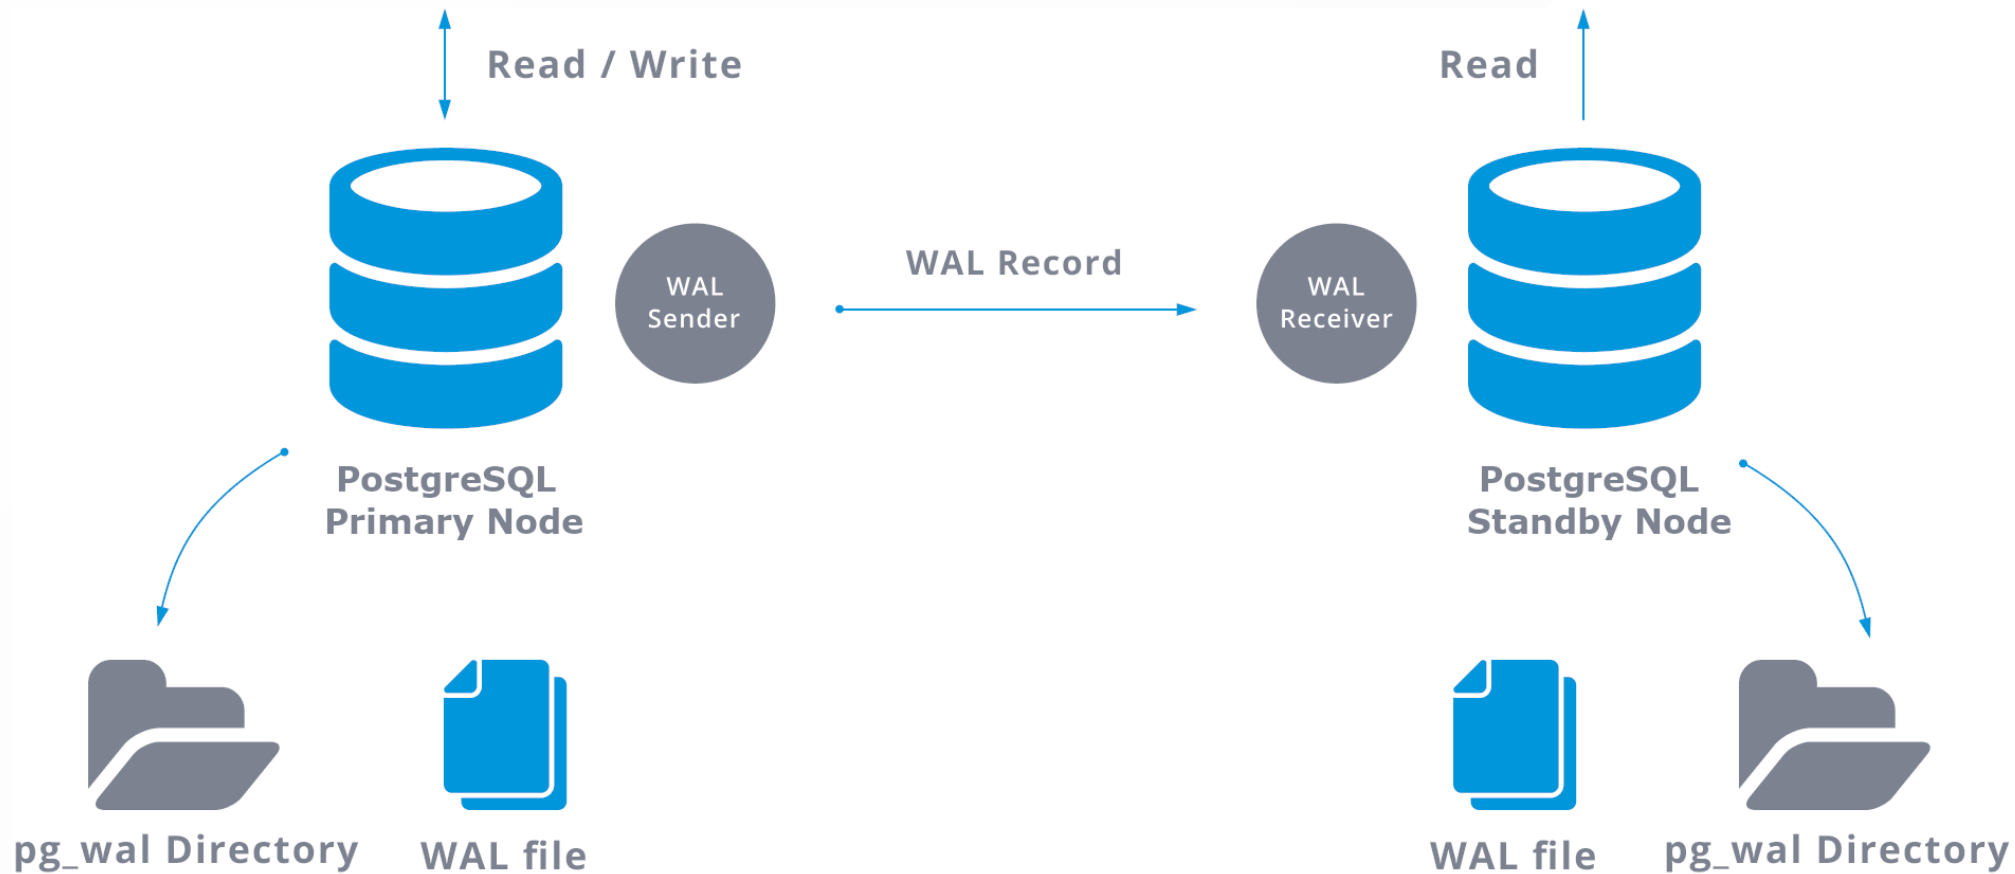 Read / Write
Read
WAL
Sender
WAL Record
WAL
Receiver
PostgreSQL
Primary Node
PostgreSQL
Standby Node
pg_wal Directory
WAL file
WAL file
pg_wal Directory